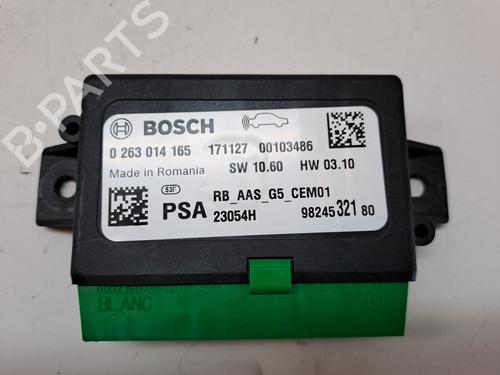 B-PARTS
BOSCH
0 263 014 165 171127 00103486
Made in Romania SW 10.60 HW 03.10
53F RB_AAS_G5_CEM01
PSA 23054H 98245 321 80
BLANC